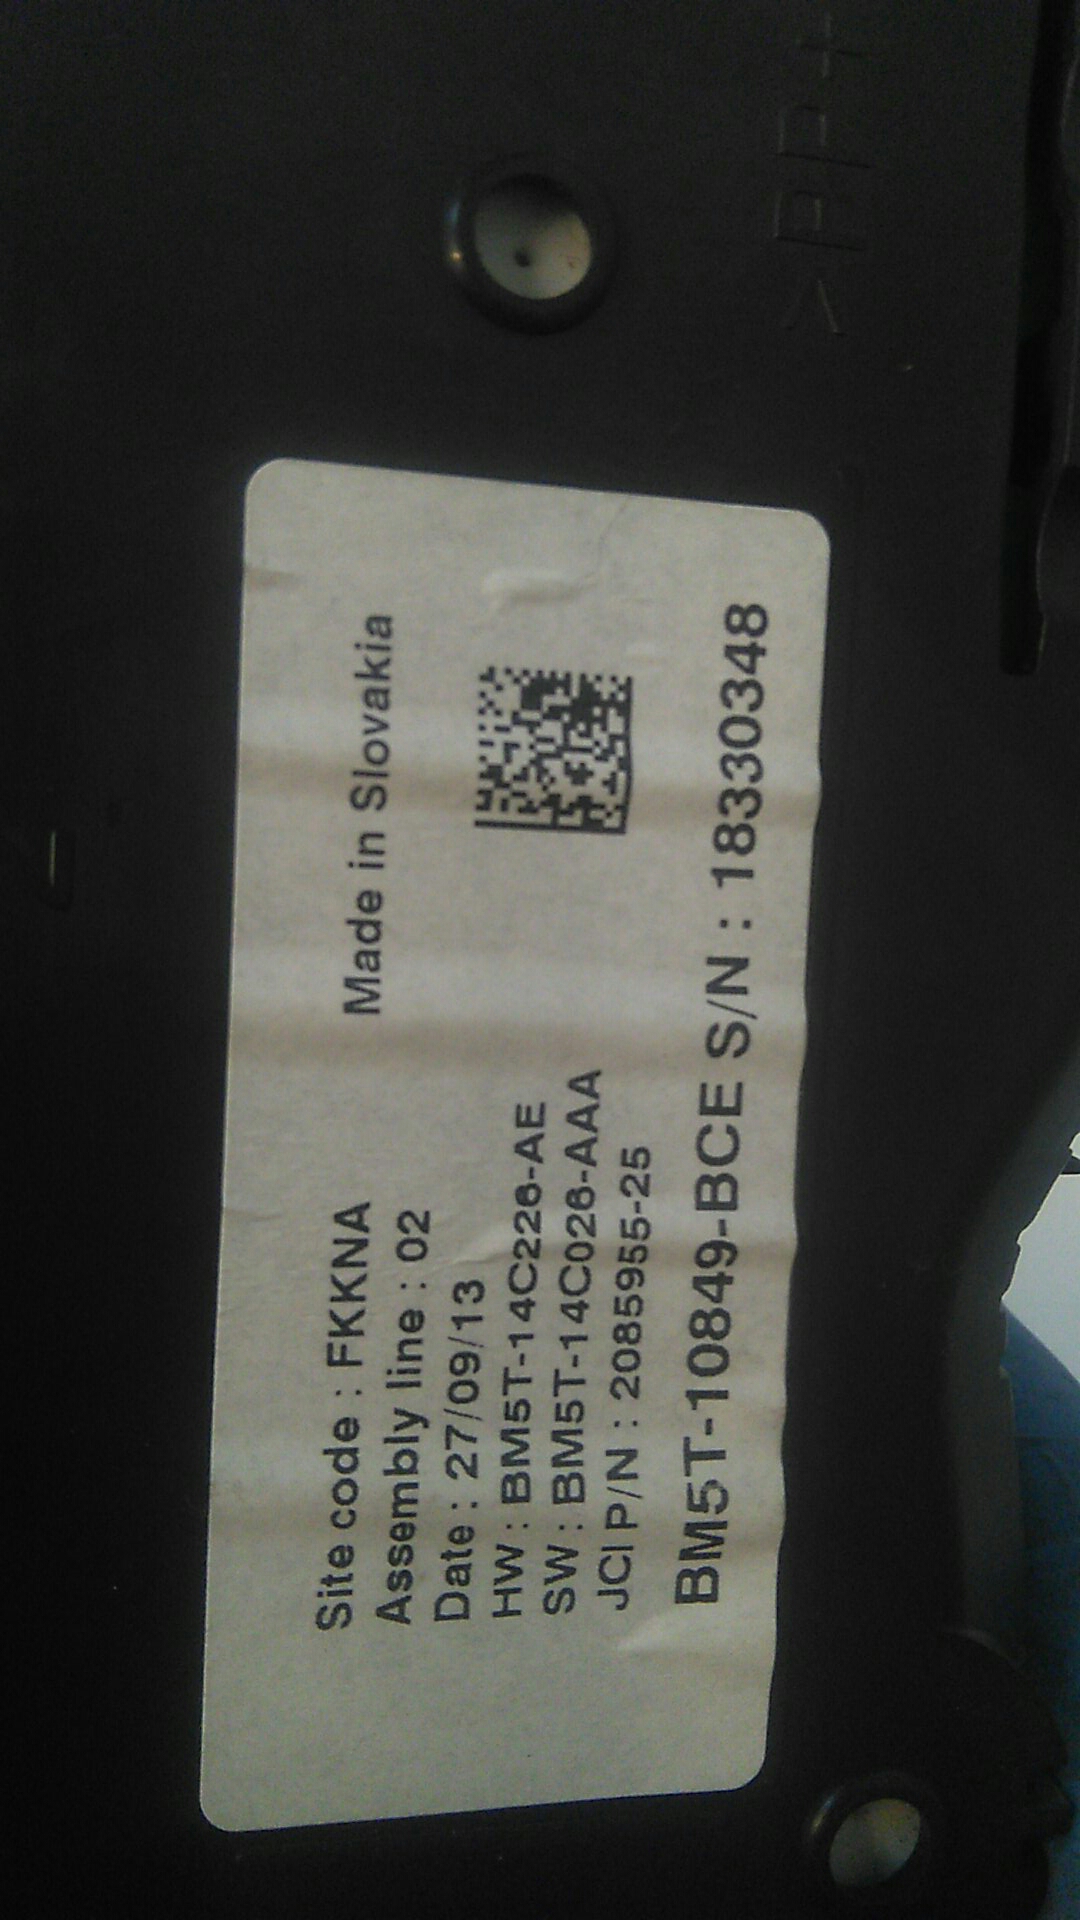 Site code : FKKNA
Made in Slovakia
Assembly line : 02
Date : 27/09/13
HW : BM5T-14C226-AE
SW : BM5T-14C026-AAA
JCI P/N : 2085955-25
BM5T-10849-BCE S/N : 18330348